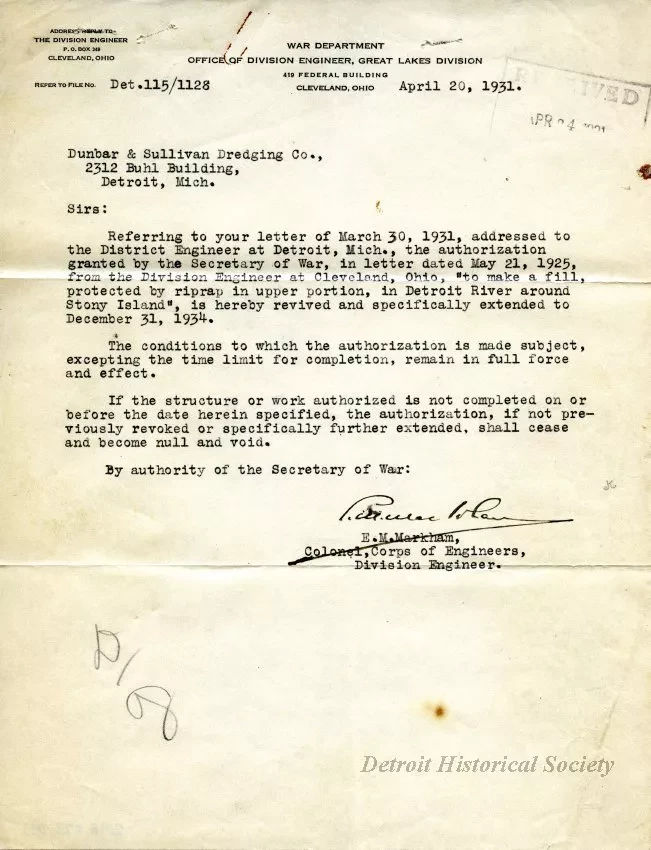 ADDRESS REPLY TO-
THE DIVISION ENGINEER
P. O. BOX 349
CLEVELAND, OHIO
WAR DEPARTMENT
OFFICE OF DIVISION ENGINEER, GREAT LAKES DIVISION
419 FEDERAL BUILDING
CLEVELAND, OHIO
REFER TO FILE NO. Det.115/1128
April 20, 1931.
RECEIVED
APR 24
Dunbar & Sullivan Dredging Co.,
2312 Buhl Building,
Detroit, Mich.
Sirs:
Referring to your letter of March 30, 1931, addressed to
the District Engineer at Detroit, Mich., the authorization
granted by the Secretary of War, in letter dated May 21, 1925,
from the Division Engineer at Cleveland, Ohio, "to make a fill,
protected by riprap in upper portion, in Detroit River around
Stony Island", is hereby revived and specifically extended to
December 31, 1934.
The conditions to which the authorization is made subject,
excepting the time limit for completion, remain in full force
and effect.
If the structure or work authorized is not completed on or
before the date herein specified, the authorization, if not pre-
viously revoked or specifically further extended, shall cease
and become null and void.
By authority of the Secretary of War:
E.M.Markham,
Colonel,Corps of Engineers,
Division Engineer.
D/
Detroit Historical Society